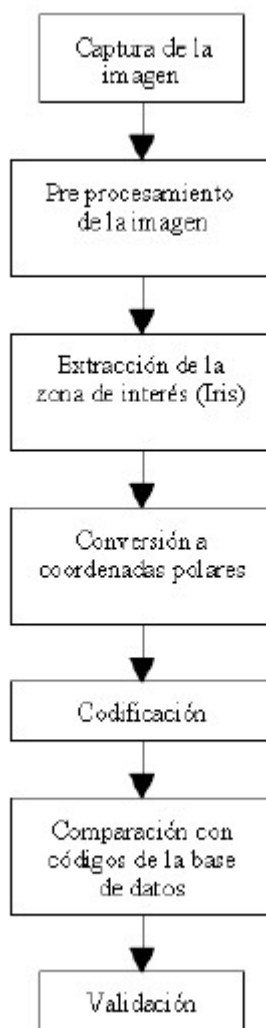 Captura de la
imagen
Pre procesamiento
de la imagen
Extracción de la
zona de interés (Iris)
Conversión a
coordenadas polares
Codificación
Comparación con
códigos de la base
de datos
Validación